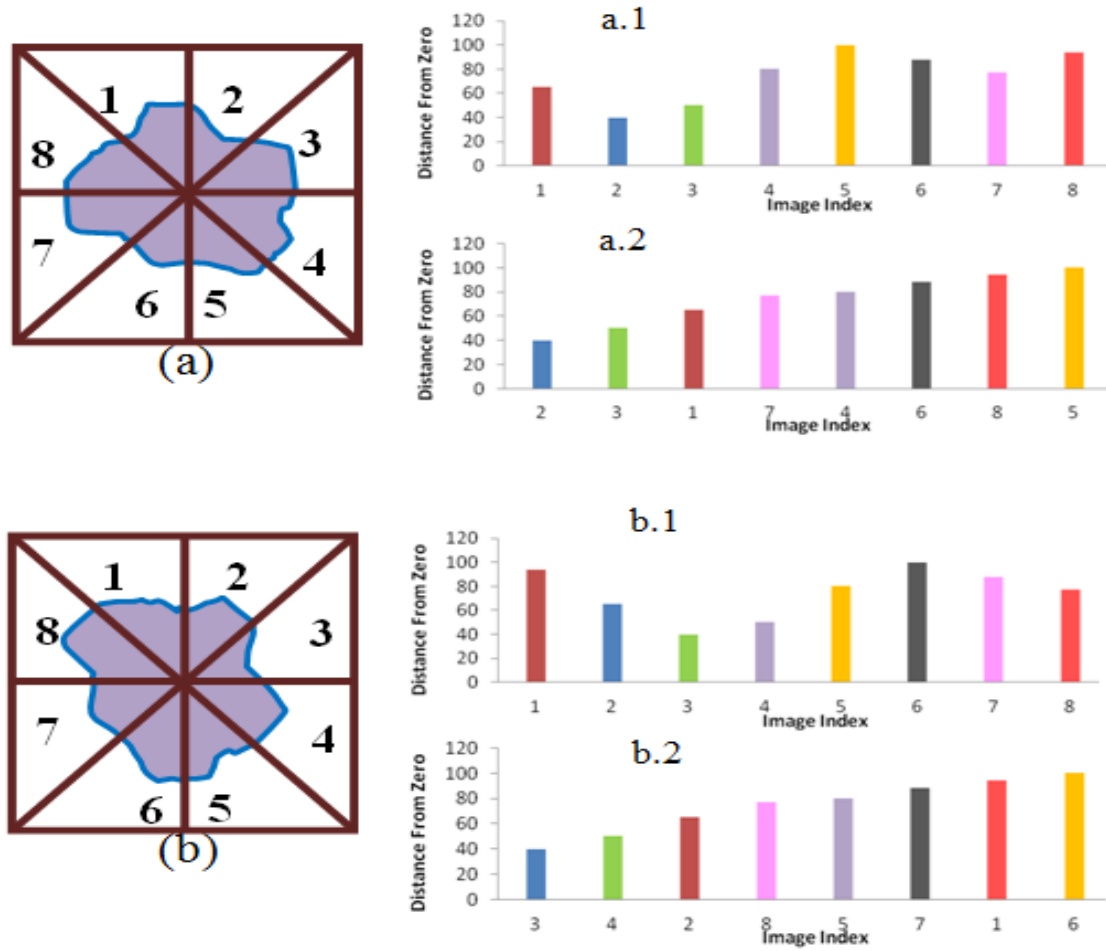 a.1
Distance From Zero
120
100
80
60
40
20
0
1 2 3 4 5 6 7 8
Image Index
1 2
8 3
7 4
6 5
(a)
a.2
Distance From Zero
120
100
80
60
40
20
0
2 3 1 7 4 6 8 5
Image Index
b.1
Distance From Zero
120
100
80
60
40
20
0
1 2 3 4 5 6 7 8
Image Index
1 2
8 3
7 4
6 5
(b)
b.2
Distance From Zero
120
100
80
60
40
20
0
3 4 2 8 5 7 1 6
Image Index